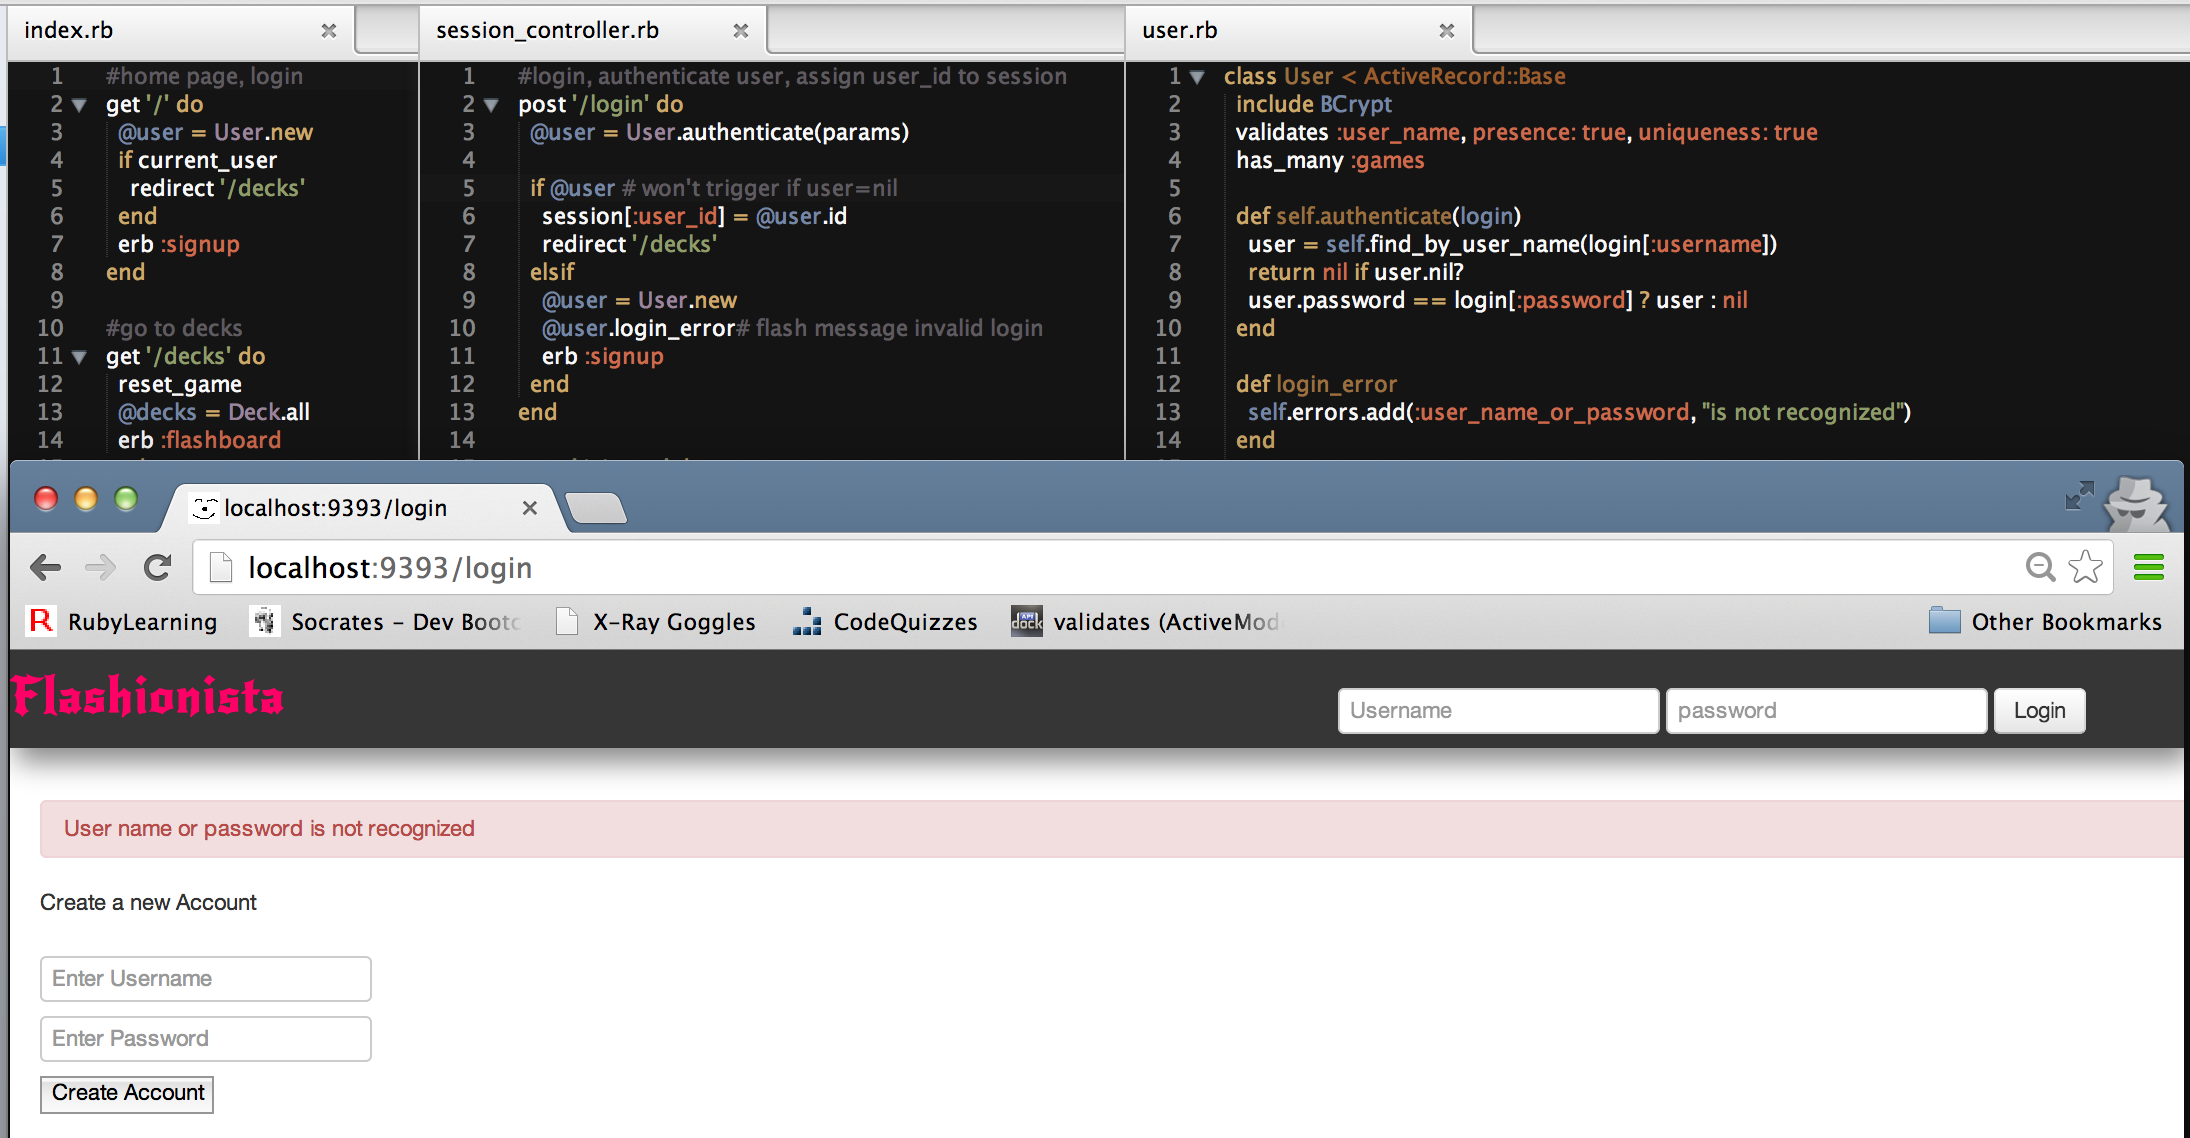 index.rb
1 #home page, login
2 get '/' do
3 @user = User.new
4 if current_user
5 redirect '/decks'
6 end
7 erb :signup
8 end
9
10 #go to decks
11 get '/decks' do
12 reset_game
13 @decks = Deck.all
14 erb :flashboard
session_controller.rb
1 #login, authenticate user, assign user_id to session
2 post '/login' do
3 @user = User.authenticate(params)
4
5 if @user # won't trigger if user=nil
6 session[:user_id] = @user.id
7 redirect '/decks'
8 elsif
9 @user = User.new
10 @user.login_error# flash message invalid login
11 erb :signup
12 end
13 end
14
user.rb
1 class User < ActiveRecord::Base
2 include BCrypt
3 validates :user_name, presence: true, uniqueness: true
4 has_many :games
5
6 def self.authenticate(login)
7 user = self.find_by_user_name(login[:username])
8 return nil if user.nil?
9 user.password == login[:password] ? user : nil
10 end
11
12 def login_error
13 self.errors.add(:user_name_or_password, "is not recognized")
14 end
localhost:9393/login
localhost:9393/login
RubyLearning Socrates - Dev Bootc X-Ray Goggles CodeQuizzes validates (ActiveMod Other Bookmarks
Flashionista Username password Login
User name or password is not recognized
Create a new Account
Enter Username
Enter Password
Create Account